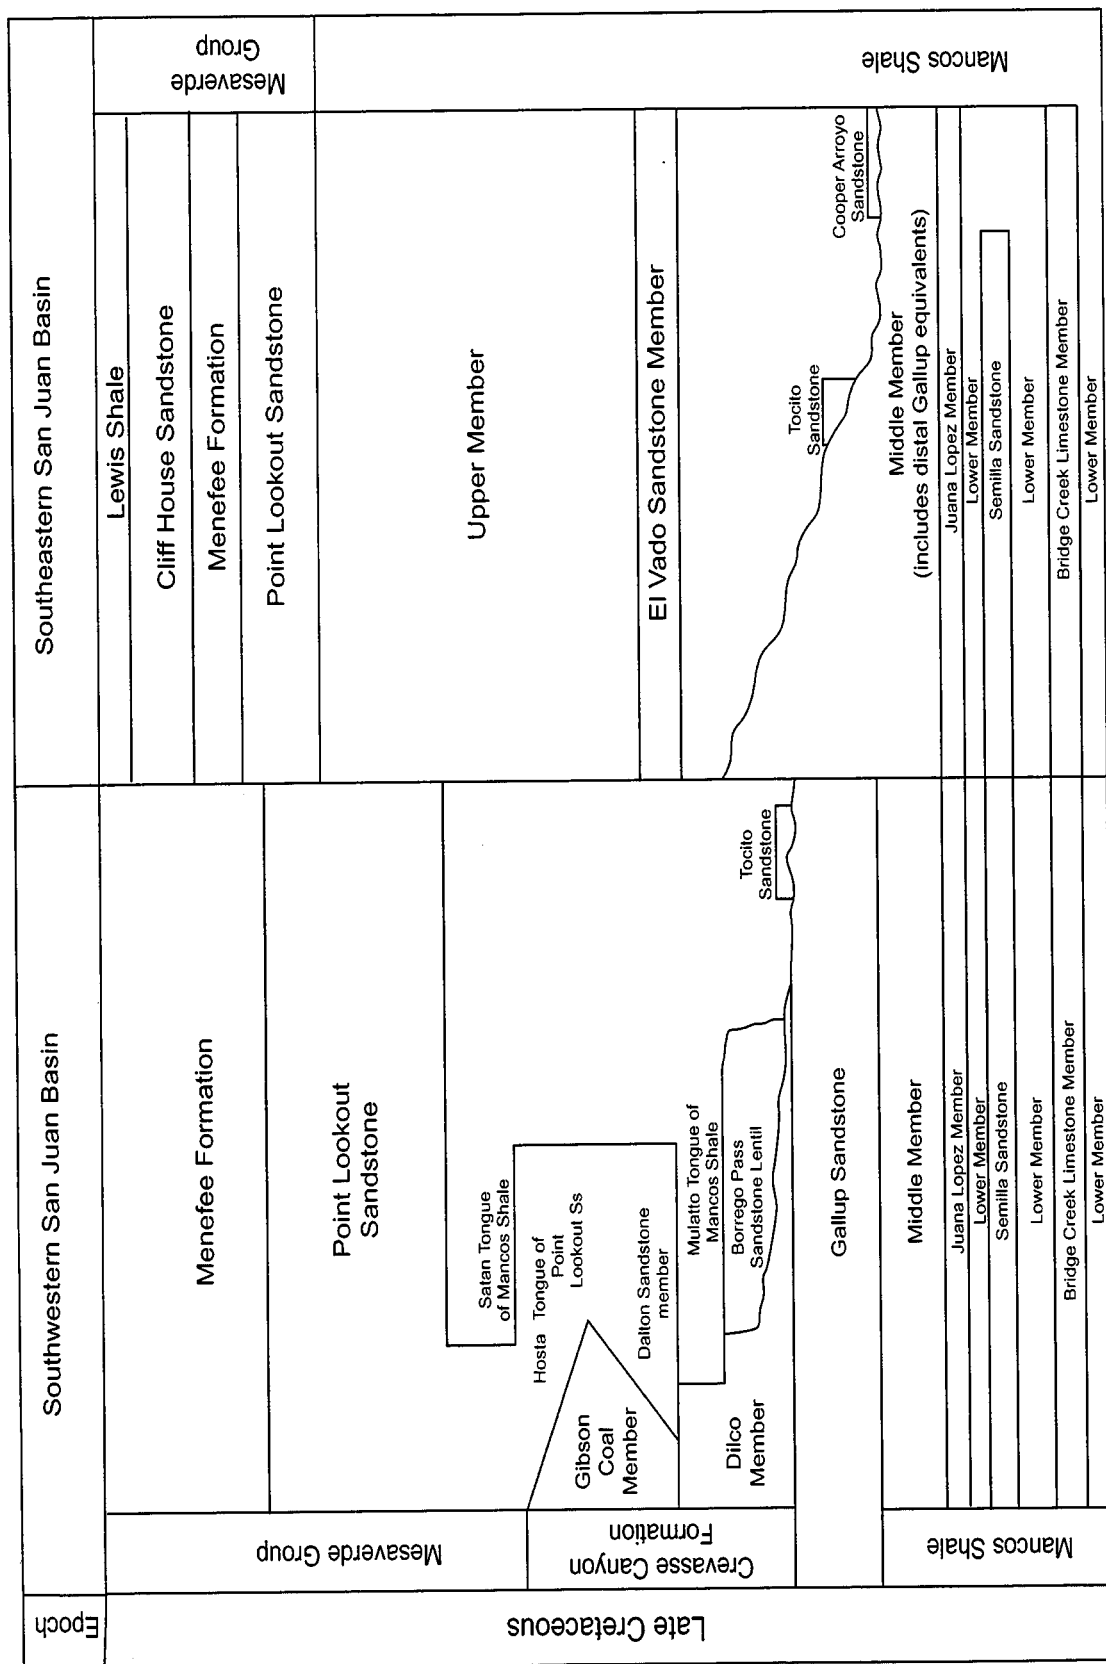 Epoch
Southwestern San Juan Basin
Southeastern San Juan Basin
Late Cretaceous
Mesaverde Group
Crevasse Canyon
Formation
Mancos Shale
Menefee Formation
Point Lookout
Sandstone
Satan Tongue
of Mancos Shale
Hosta Tongue of
Point
Lookout Ss
Gibson
Coal
Member
Dalton Sandstone
member
Mulatto Tongue of
Mancos Shale
Dilco
Member
Borrego Pass
Sandstone Lentil
Tocito
Sandstone
Gallup Sandstone
Middle Member
Juana Lopez Member
Lower Member
Semilla Sandstone
Lower Member
Bridge Creek Limestone Member
Lower Member
Lewis Shale
Cliff House Sandstone
Menefee Formation
Point Lookout Sandstone
Upper Member
El Vado Sandstone Member
Tocito
Sandstone
Cooper Arroyo
Sandstone
Middle Member
(includes distal Gallup equivalents)
Juana Lopez Member
Lower Member
Semilla Sandstone
Lower Member
Bridge Creek Limestone Member
Lower Member
Mesaverde
Group
Mancos Shale